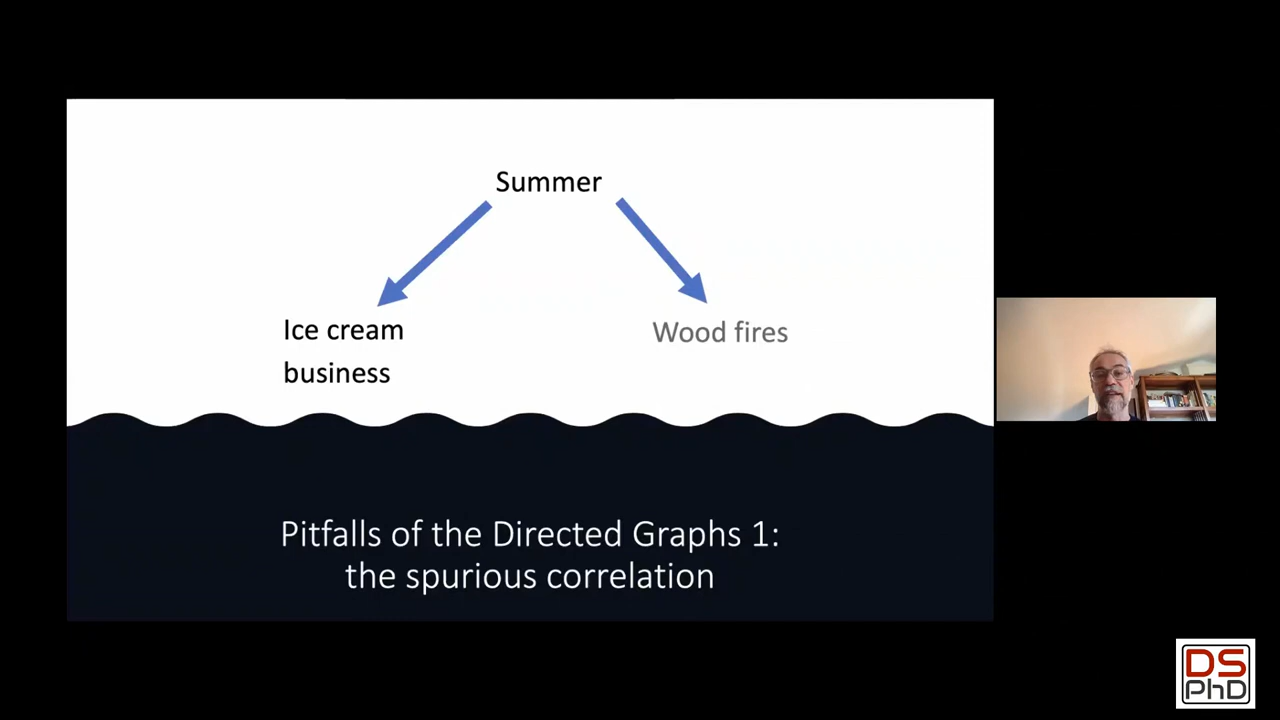 Summer
Ice cream
business
Wood fires
Pitfalls of the Directed Graphs 1:
the spurious correlation
DS
PhD